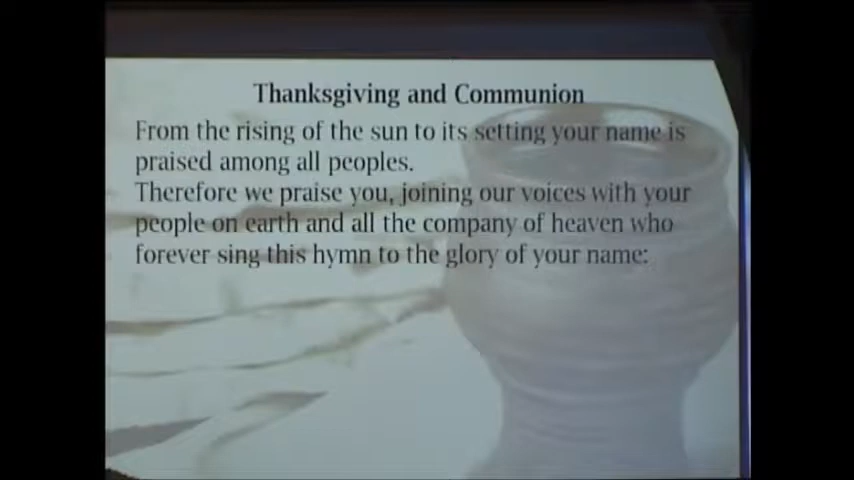 Thanksgiving and Communion
From the rising of the sun to its setting your name is
praised among all peoples.
Therefore we praise you, joining our voices with your
people on earth and all the company of heaven who
forever sing this hymn to the glory of your name: